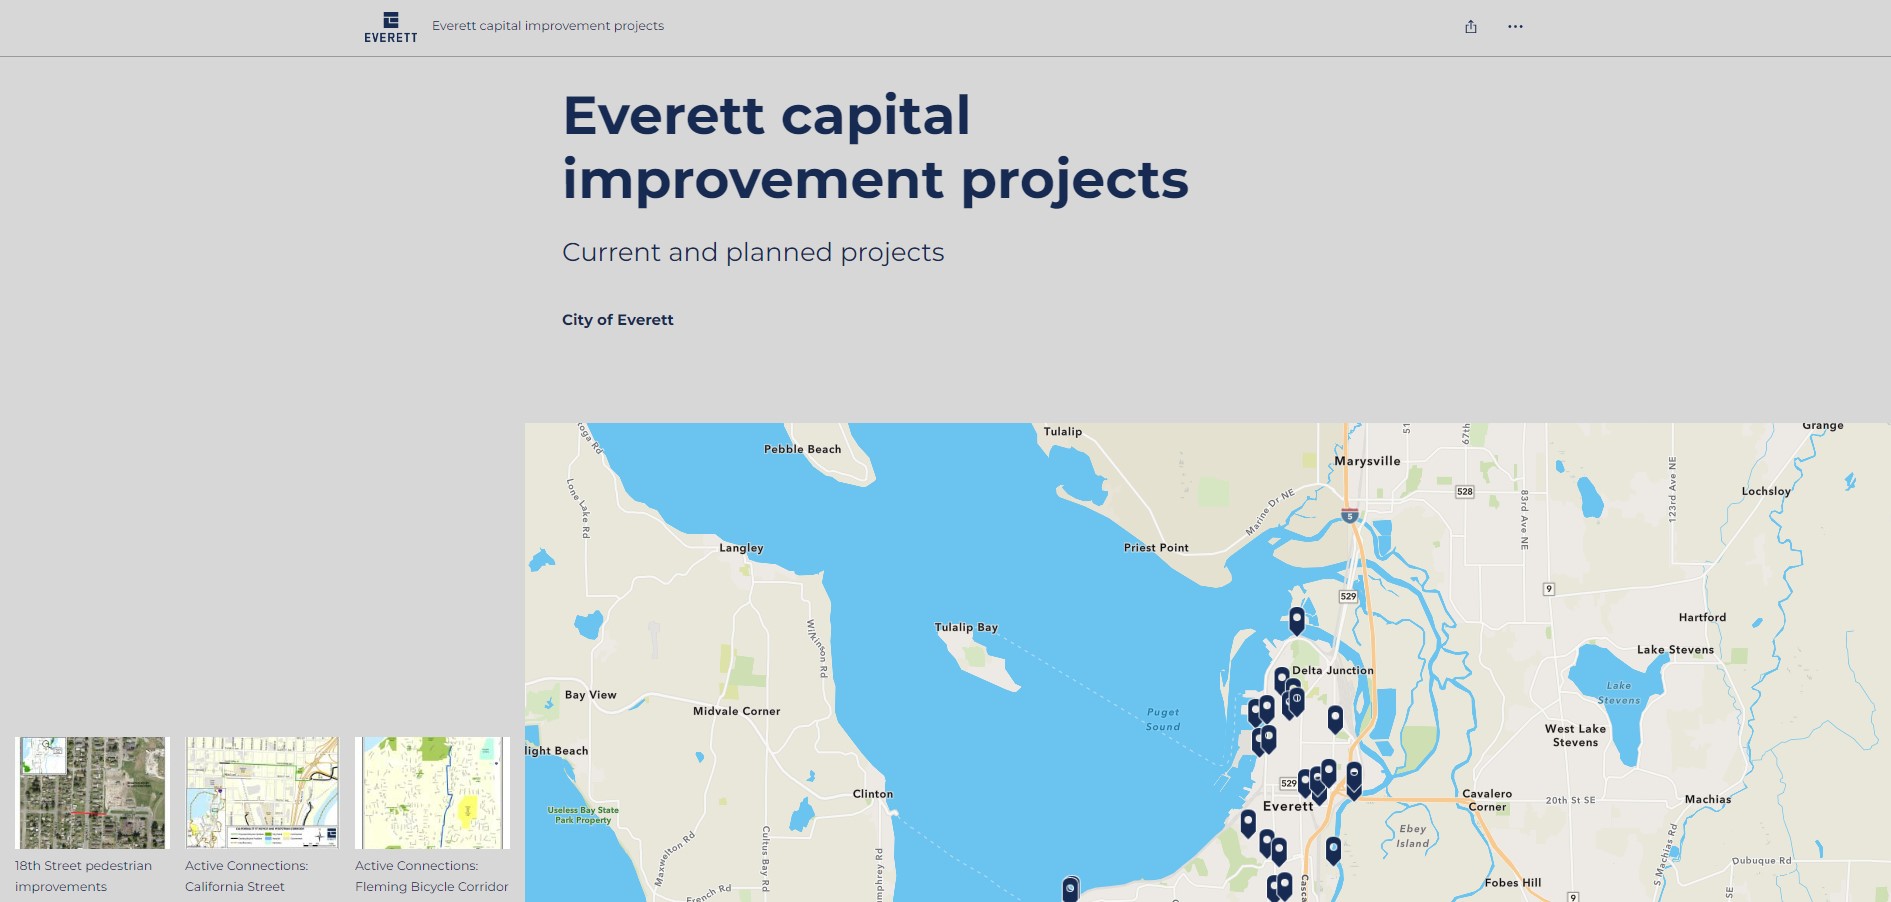 EVERETT
Everett capital improvement projects
Everett capital
improvement projects
Current and planned projects
City of Everett
18th Street pedestrian
improvements
Active Connections:
California Street
Active Connections:
Fleming Bicycle Corridor
Pebble Beach
Tulalip
Marysville
67th
Grange
Lone Lake Rd
Marine Dr NE
528
83rd Ave NE
123rd Ave NE
Lochsloy
5
Langley
Priest Point
529
9
Hartford
Wilkinson Rd
Tulalip Bay
Delta Junction
Lake Stevens
Bay View
Midvale Corner
Puget
Sound
Lake
Stevens
West Lake
Stevens
light Beach
529
Everett
Clinton
Cavalero
Corner
20th St SE
Machias
Useless Bay State
Park Property
Ebey
Island
Maxwelton Rd
Cultus Bay Rd
S Machias Rd
Dubuque Rd
French Rd
Casca
Fobes Hill
SE
9